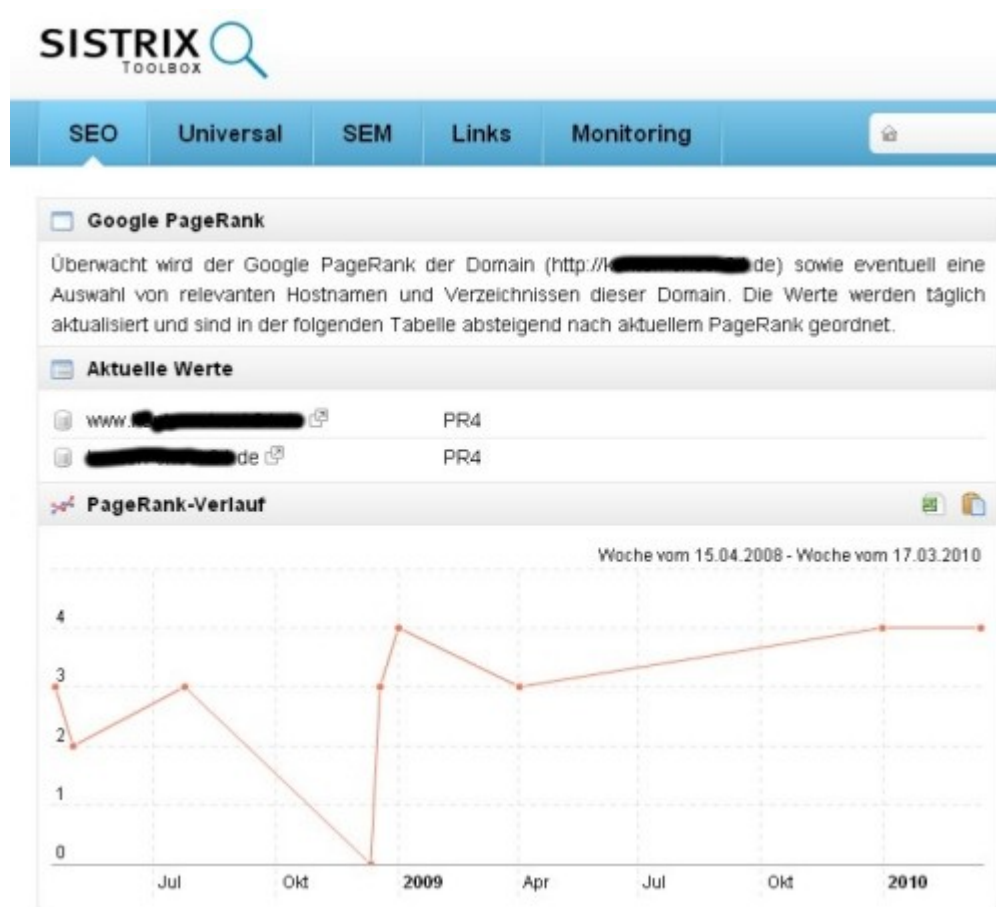 SISTRIX
TOOLBOX
SEO Universal SEM Links Monitoring
Google PageRank
Überwacht wird der Google PageRank der Domain (http://k de) sowie eventuell eine
Auswahl von relevanten Hostnamen und Verzeichnissen dieser Domain. Die Werte werden täglich
aktualisiert und sind in der folgenden Tabelle absteigend nach aktuellem PageRank geordnet.
Aktuelle Werte
www. PR4
de PR4
PageRank-Verlauf
Woche vom 15.04.2008 - Woche vom 17.03.2010
4
3
2
1
0
Jul Okt 2009 Apr Jul Okt 2010